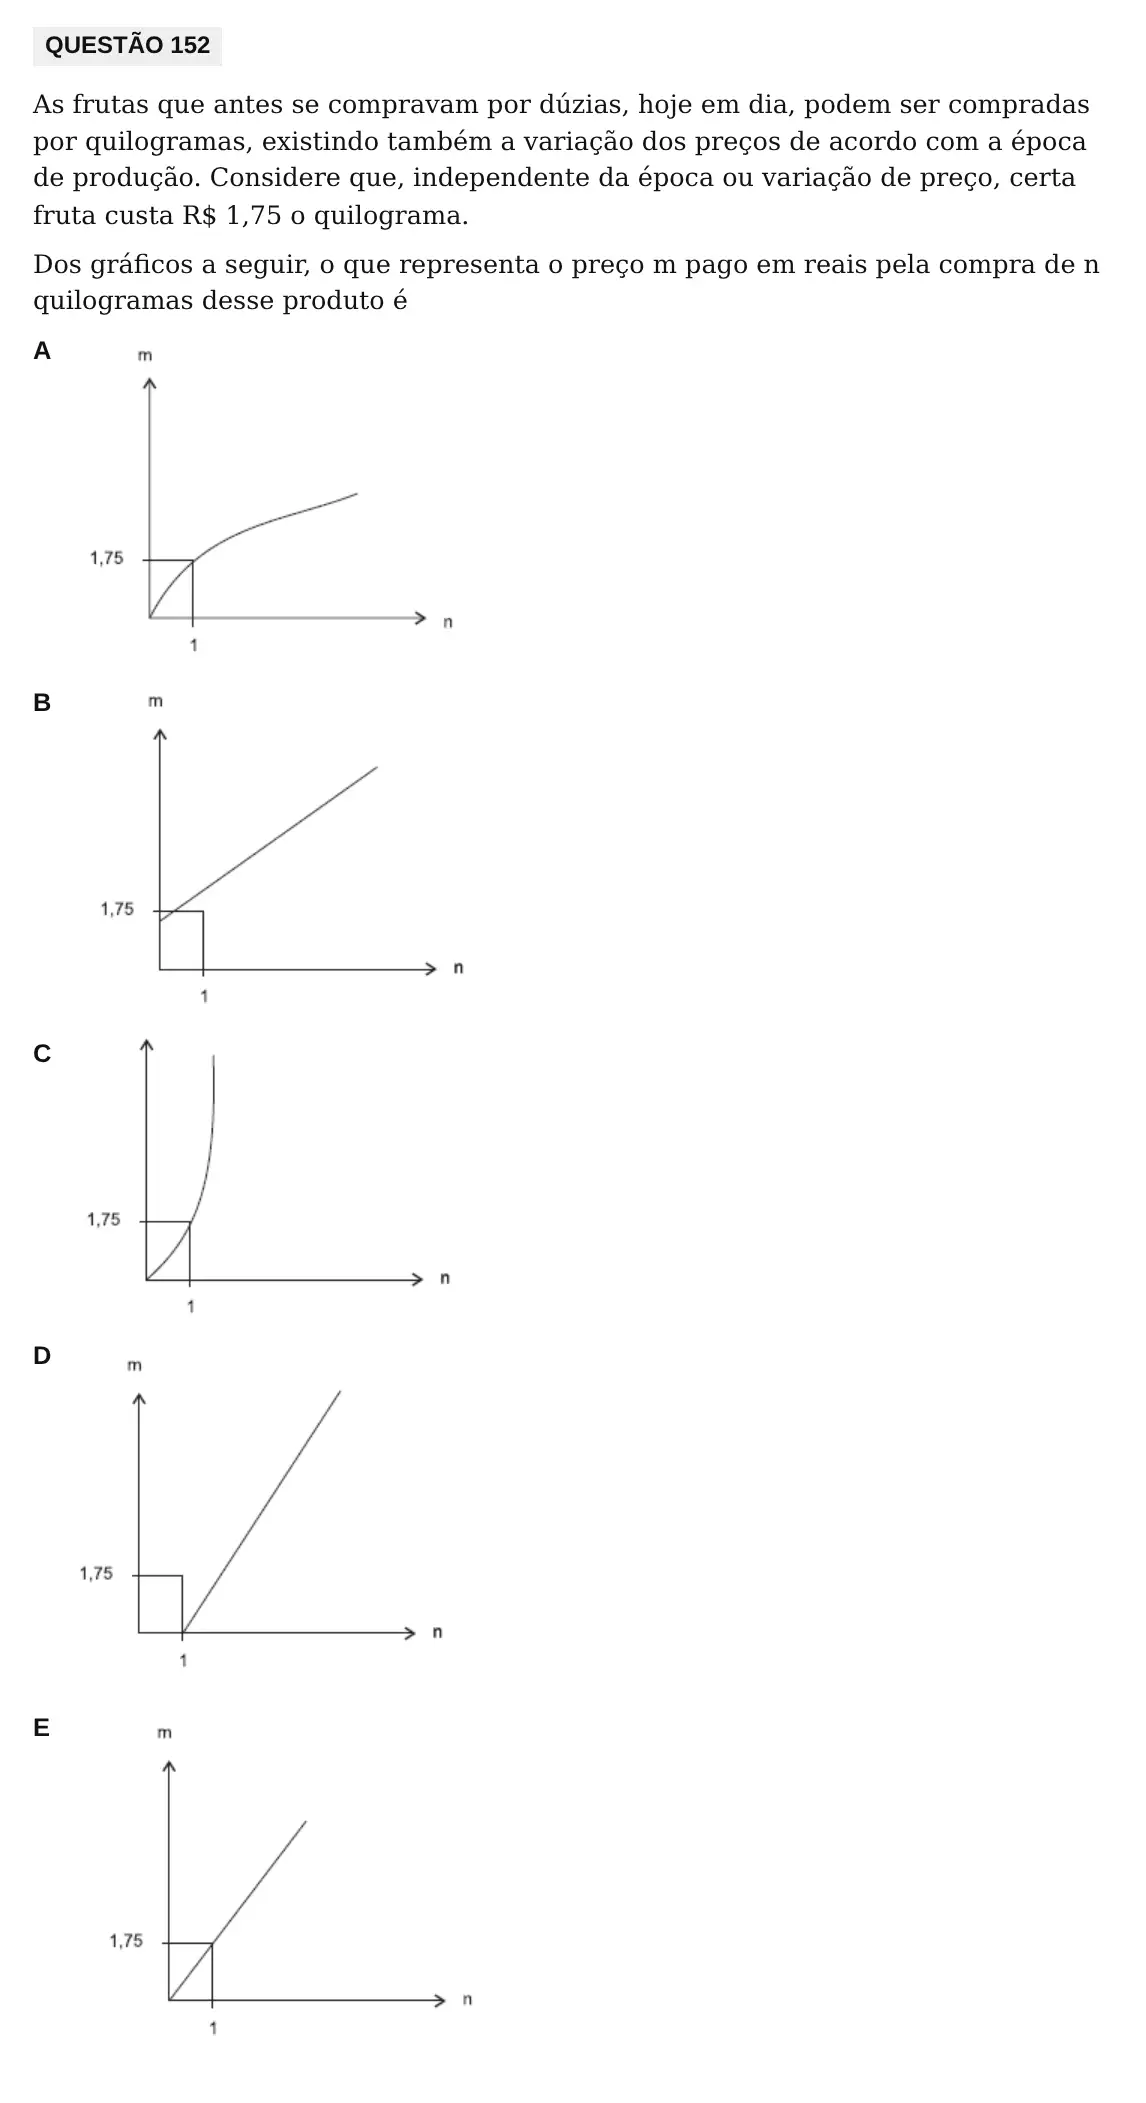 QUESTÃO 152
As frutas que antes se compravam por dúzias, hoje em dia, podem ser compradas
por quilogramas, existindo também a variação dos preços de acordo com a época
de produção. Considere que, independente da época ou variação de preço, certa
fruta custa R$ 1,75 o quilograma.
Dos gráficos a seguir, o que representa o preço m pago em reais pela compra de n
quilogramas desse produto é
A
m
1,75
n
1
B
m
1,75
n
1
C
1,75
n
1
D
m
1,75
n
1
E
m
1,75
n
1